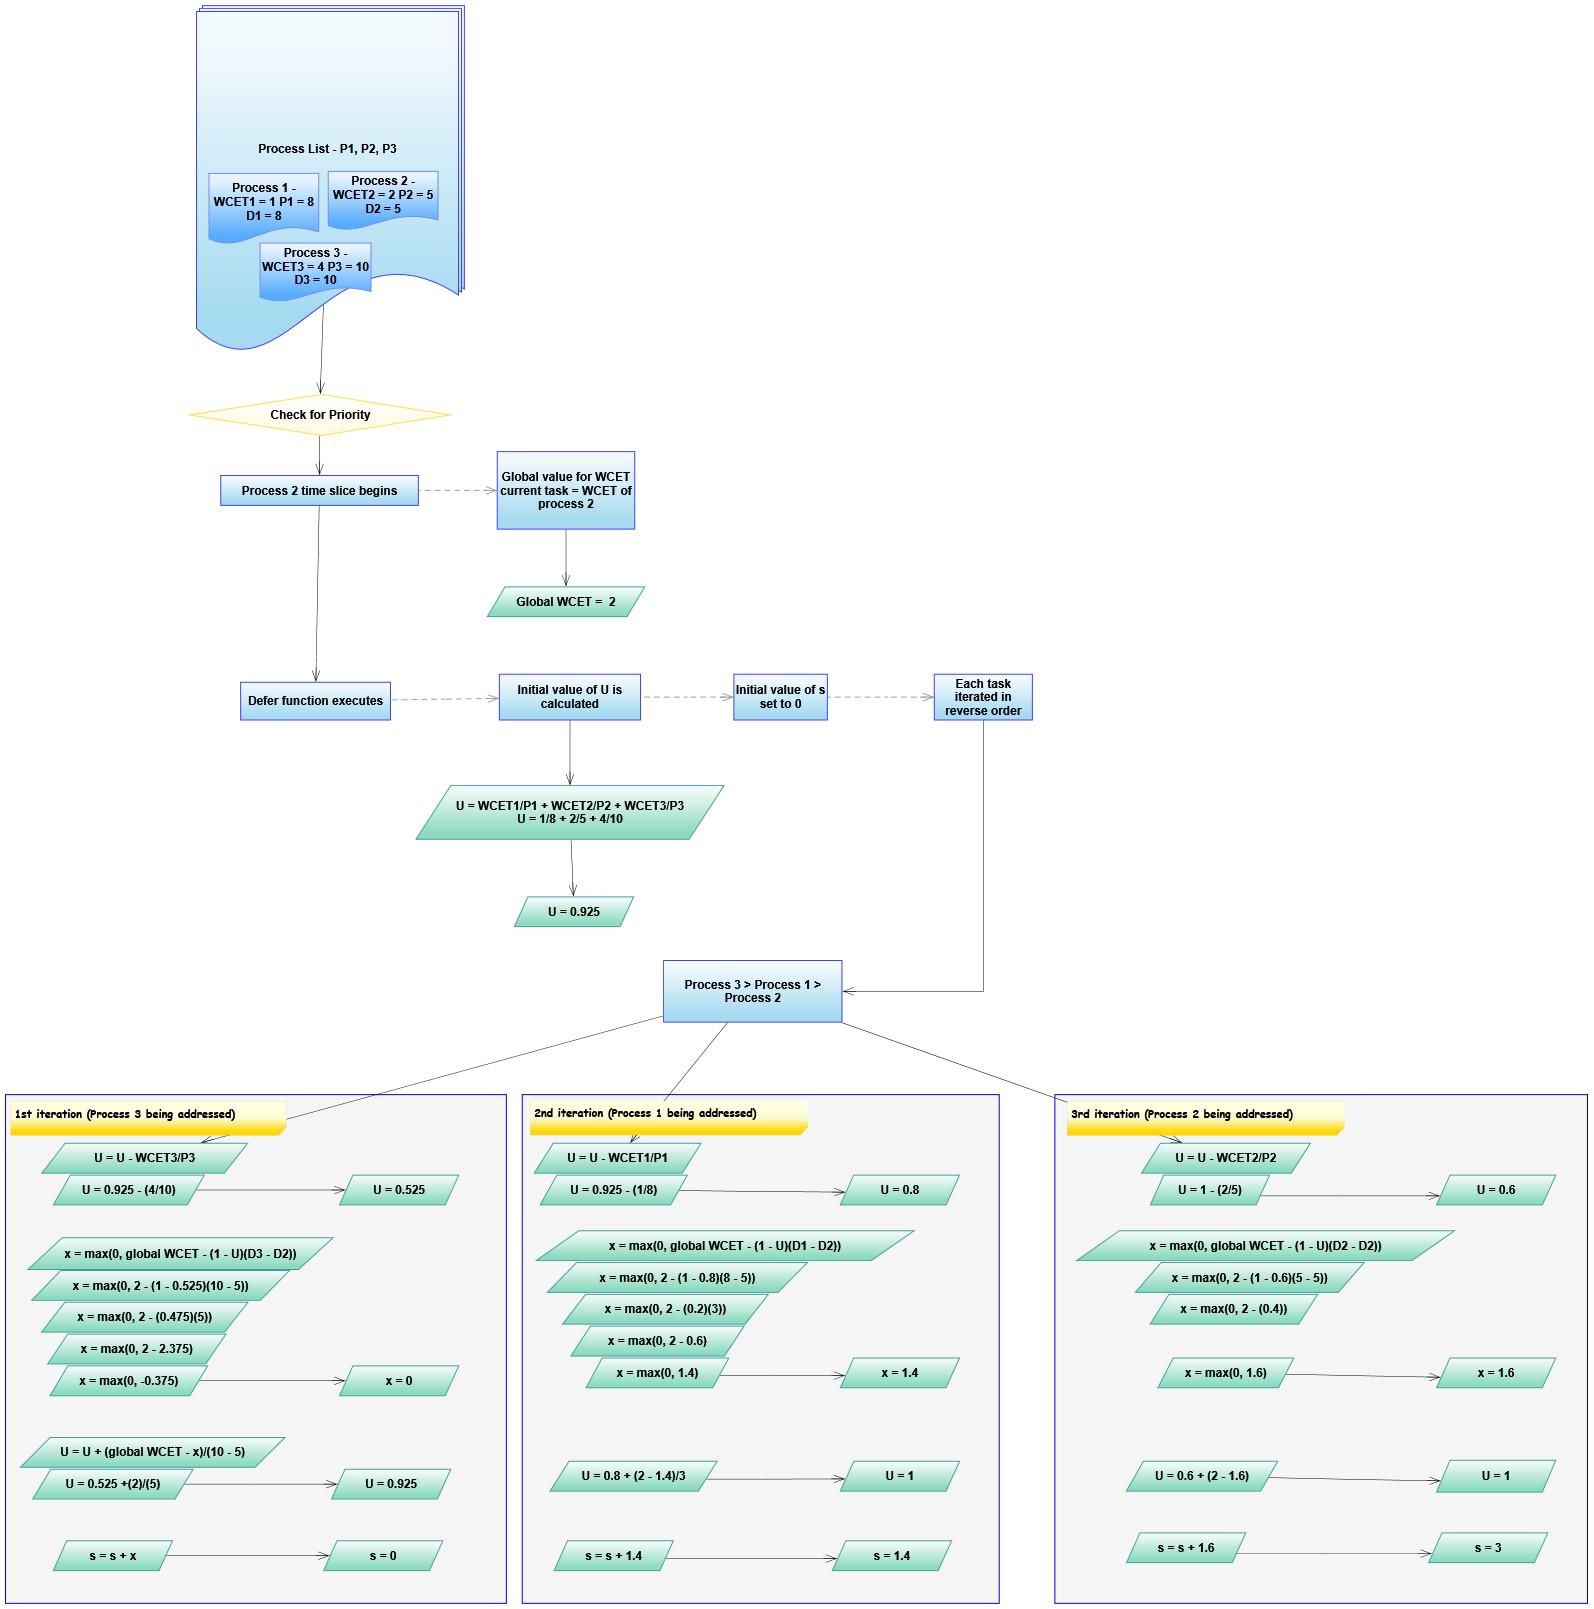 Process List - P1, P2, P3
Process 1 -
WCET1 = 1 P1 = 8
D1 = 8
Process 2 -
WCET2 = 2 P2 = 5
D2 = 5
Process 3 -
WCET3 = 4 P3 = 10
D3 = 10
Check for Priority
Process 2 time slice begins
Global value for WCET
current task = WCET of
process 2
Global WCET =  2
Defer function executes
Initial value of U is
calculated
Initial value of s
set to 0
Each task
iterated in
reverse order
U = WCET1/P1 + WCET2/P2 + WCET3/P3
U = 1/8 + 2/5 + 4/10
U = 0.925
Process 3 > Process 1 >
Process 2
1st iteration (Process 3 being addressed)
U = U - WCET3/P3
U = 0.925 - (4/10)
U = 0.525
x = max(0, global WCET - (1 - U)(D3 - D2))
x = max(0, 2 - (1 - 0.525)(10 - 5))
x = max(0, 2 - (0.475)(5))
x = max(0, 2 - 2.375)
x = max(0, -0.375)
x = 0
U = U + (global WCET - x)/(10 - 5)
U = 0.525 +(2)/(5)
U = 0.925
s = s + x
s = 0
2nd iteration (Process 1 being addressed)
U = U - WCET1/P1
U = 0.925 - (1/8)
U = 0.8
x = max(0, global WCET - (1 - U)(D1 - D2))
x = max(0, 2 - (1 - 0.8)(8 - 5))
x = max(0, 2 - (0.2)(3))
x = max(0, 2 - 0.6)
x = max(0, 1.4)
x = 1.4
U = 0.8 + (2 - 1.4)/3
U = 1
s = s + 1.4
s = 1.4
3rd iteration (Process 2 being addressed)
U = U - WCET2/P2
U = 1 - (2/5)
U = 0.6
x = max(0, global WCET - (1 - U)(D2 - D2))
x = max(0, 2 - (1 - 0.6)(5 - 5))
x = max(0, 2 - (0.4))
x = max(0, 1.6)
x = 1.6
U = 0.6 + (2 - 1.6)
U = 1
s = s + 1.6
s = 3